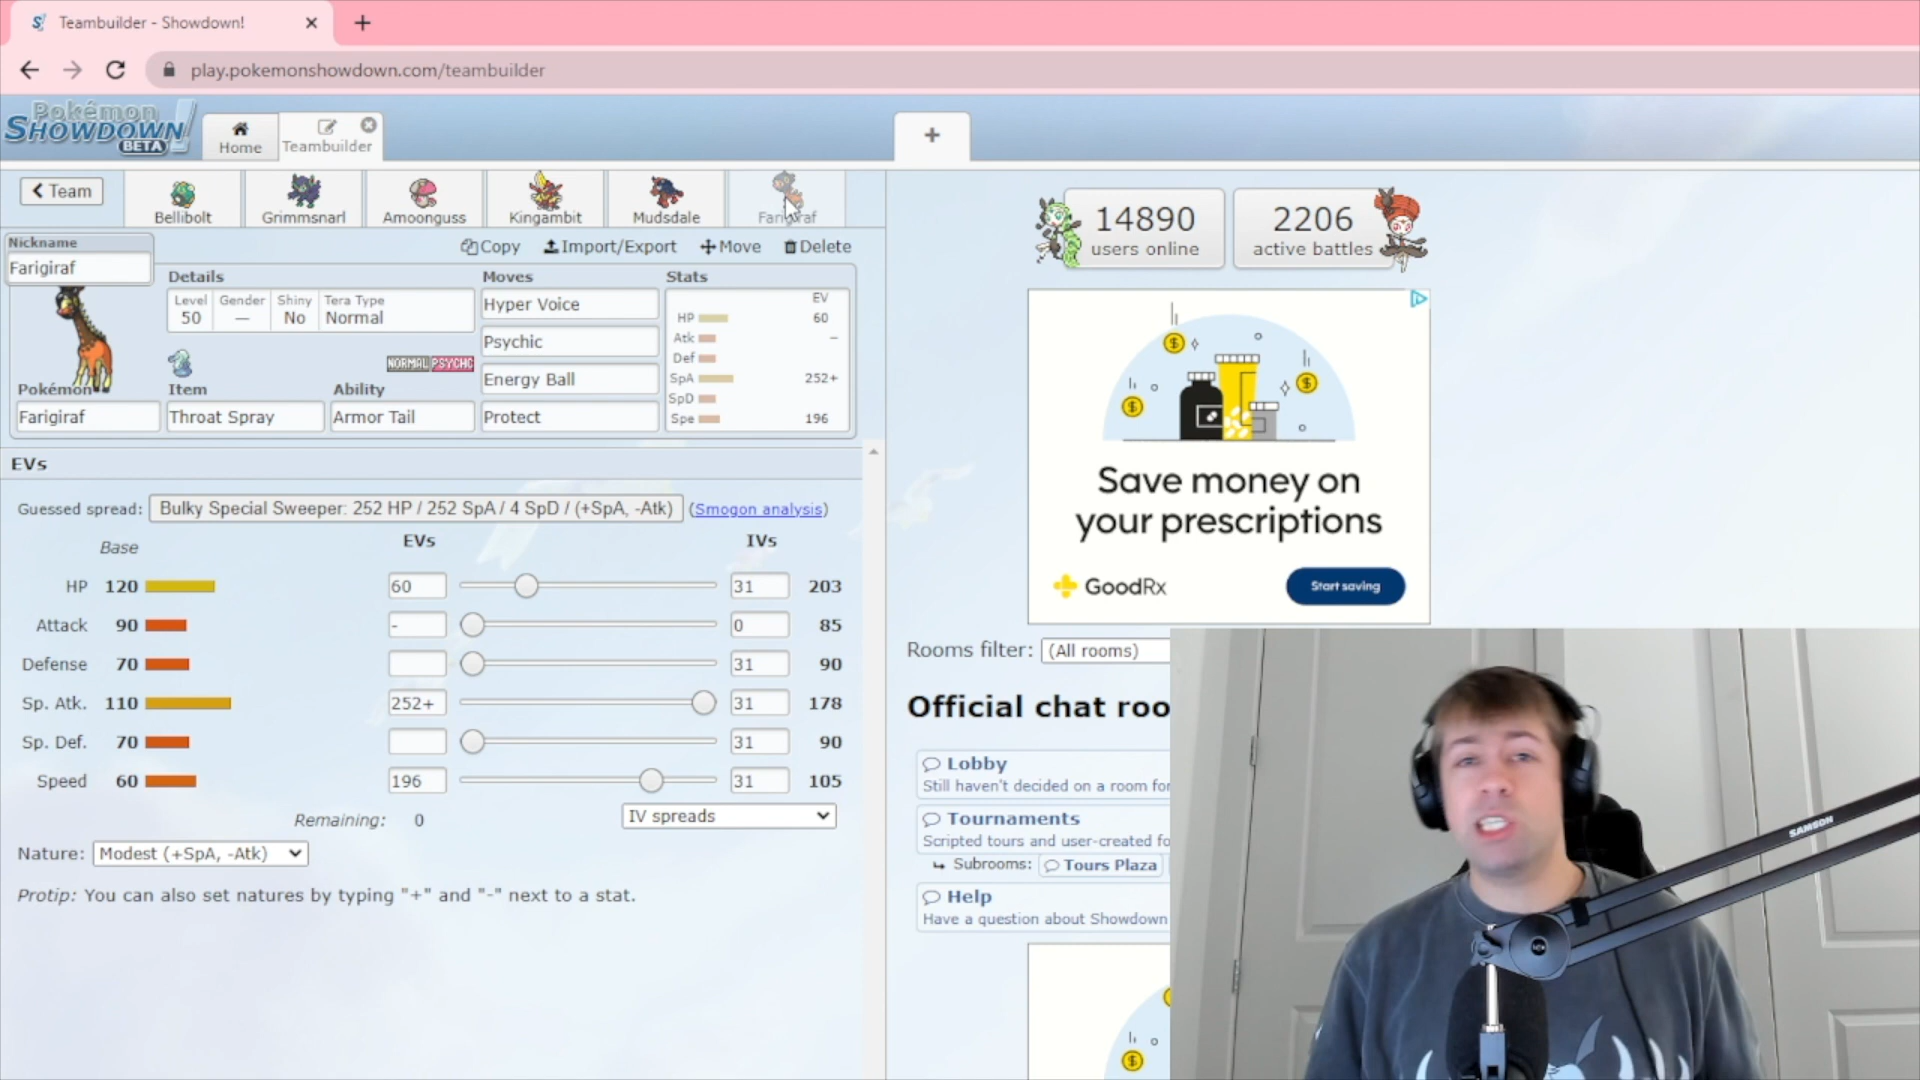 Teambuilder - Showdown!
play.pokemonshowdown.com/teambuilder
Pokémon
SHOWDOWN!
BETA
Home
Teambuilder
+
Team
Bellibolt
Grimmsnarl
Amoonguss
Kingambit
Mudsdale
Farigiraf
Copy
Import/Export
Move
Delete
Nickname
Farigiraf
Details
Level
50
Gender
—
Shiny
No
Tera Type
Normal
NORMAL PSYCHC
Pokémon
Farigiraf
Item
Throat Spray
Ability
Armor Tail
Moves
Hyper Voice
Psychic
Energy Ball
Protect
Stats
EV
HP 60
Atk –
Def
SpA 252+
SpD
Spe 196
EVs
Guessed spread: Bulky Special Sweeper: 252 HP / 252 SpA / 4 SpD / (+SpA, -Atk) (Smogon analysis)
Base EVs IVs
HP 120 60 31 203
Attack 90 - 0 85
Defense 70 31 90
Sp. Atk. 110 252+ 31 178
Sp. Def. 70 31 90
Speed 60 196 31 105
Remaining: 0
IV spreads
Nature: Modest (+SpA, -Atk)
Protip: You can also set natures by typing "+" and "-" next to a stat.
14890
users online
2206
active battles
Save money on
your prescriptions
GoodRx
Start saving
Rooms filter: (All rooms)
Official chat roo
Lobby
Still haven't decided on a room for
Tournaments
Scripted tours and user-created fo
Subrooms: Tours Plaza
Help
Have a question about Showdown
SAMSON